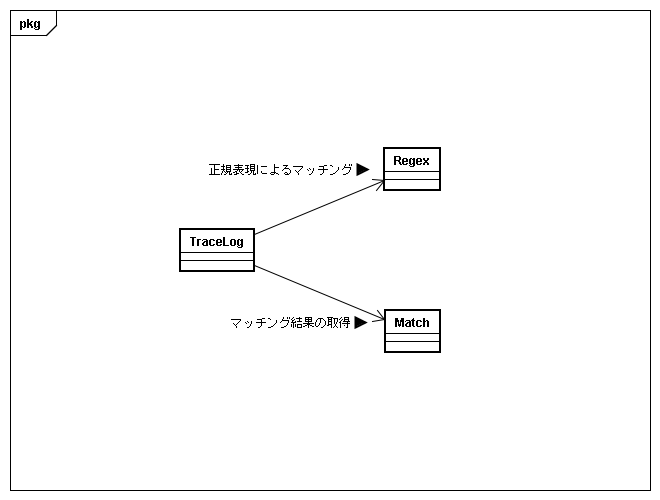 pkg
正規表現によるマッチング
Regex
TraceLog
マッチング結果の取得
Match